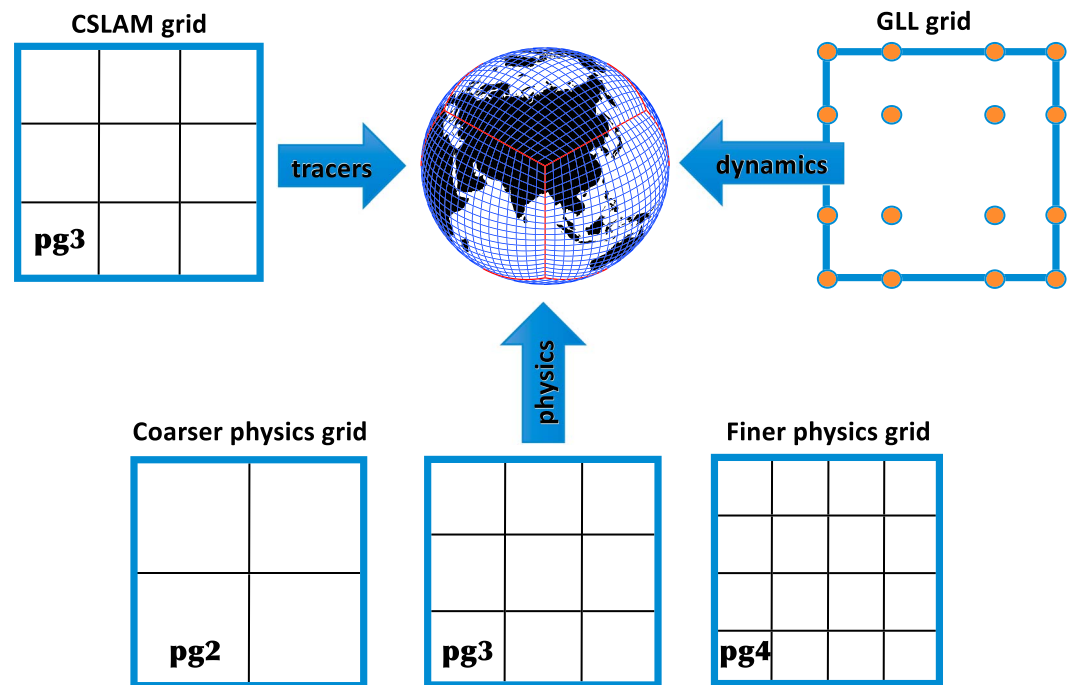 CSLAM grid
GLL grid
tracers
dynamics
pg3
physics
Coarser physics grid
Finer physics grid
pg2
pg3
pg4